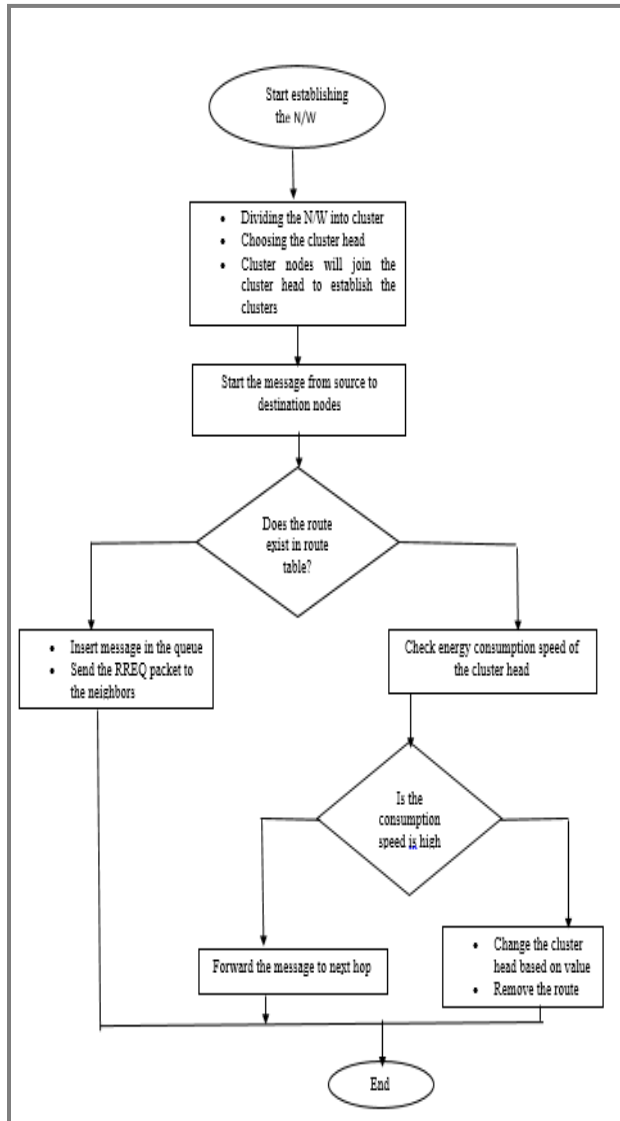 Start establishing
the N/W
• Dividing the N/W into cluster
• Choosing the cluster head
• Cluster nodes will join the
cluster head to establish the
clusters
Start the message from source to
destination nodes
Does the route
exist in route
table?
• Insert message in the queue
• Send the RREQ packet to
the neighbors
Check energy consumption speed of
the cluster head
Is the
consumption
speed is high
Forward the message to next hop
• Change the cluster
head based on value
• Remove the route
End